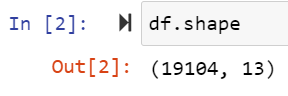 In [2]: df.shape
Out[2]: (19104, 13)